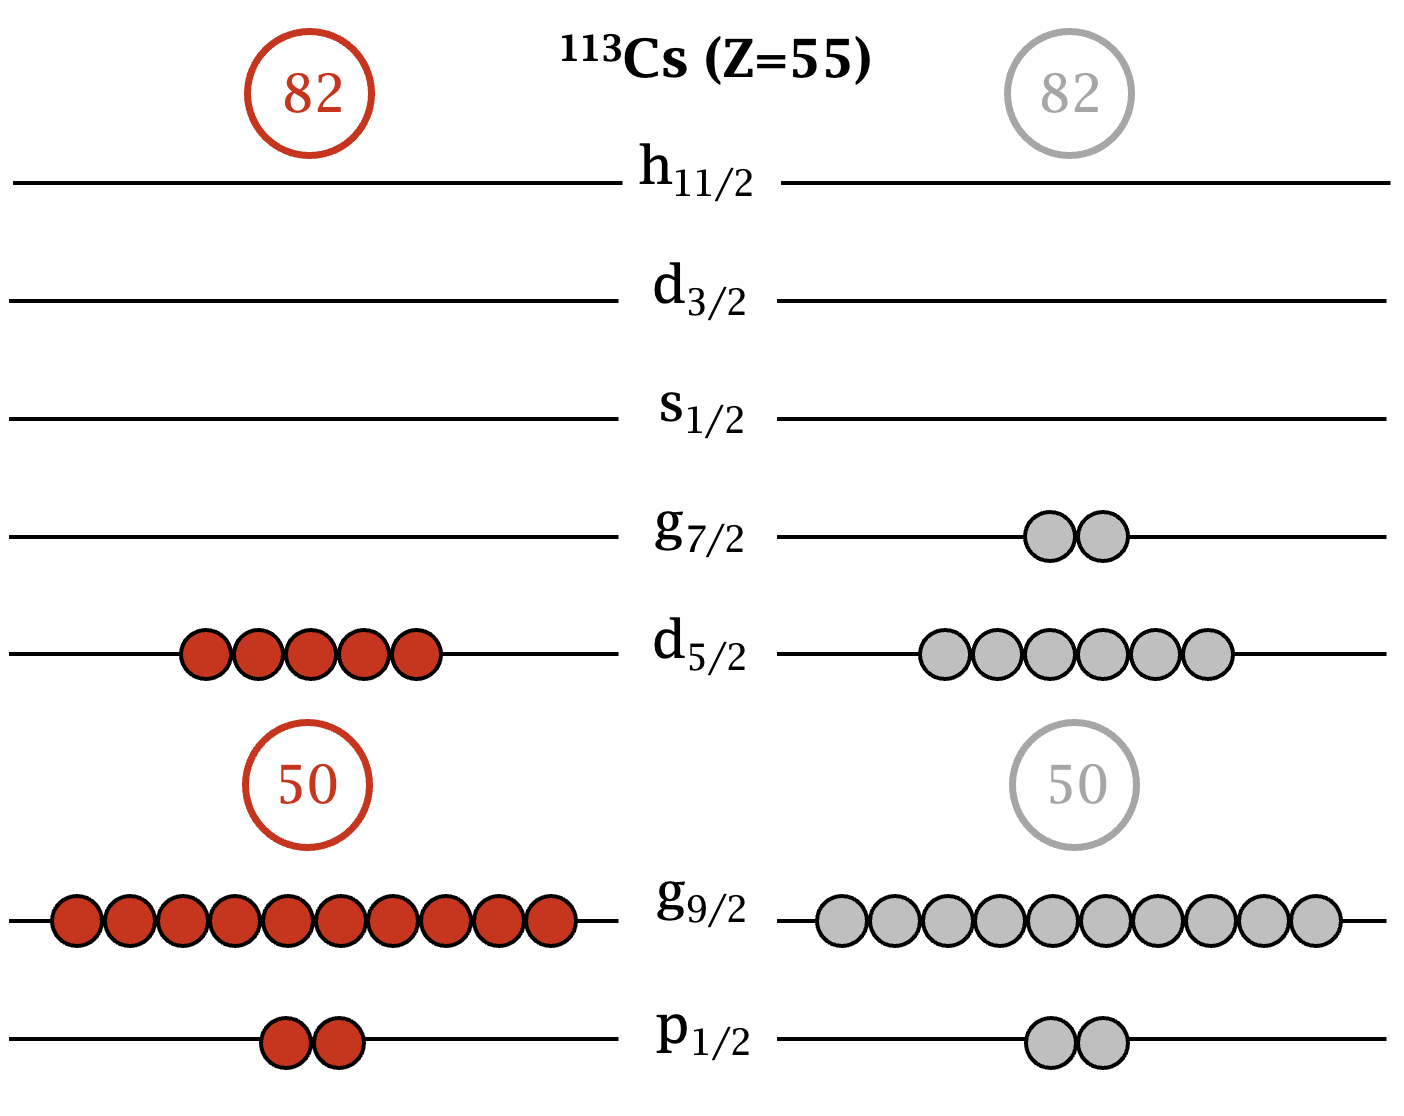 ¹¹³Cs (Z=55)
82 82
h₁₁/₂
d₃/₂
s₁/₂
g₇/₂
d₅/₂
50 50
g₉/₂
p₁/₂